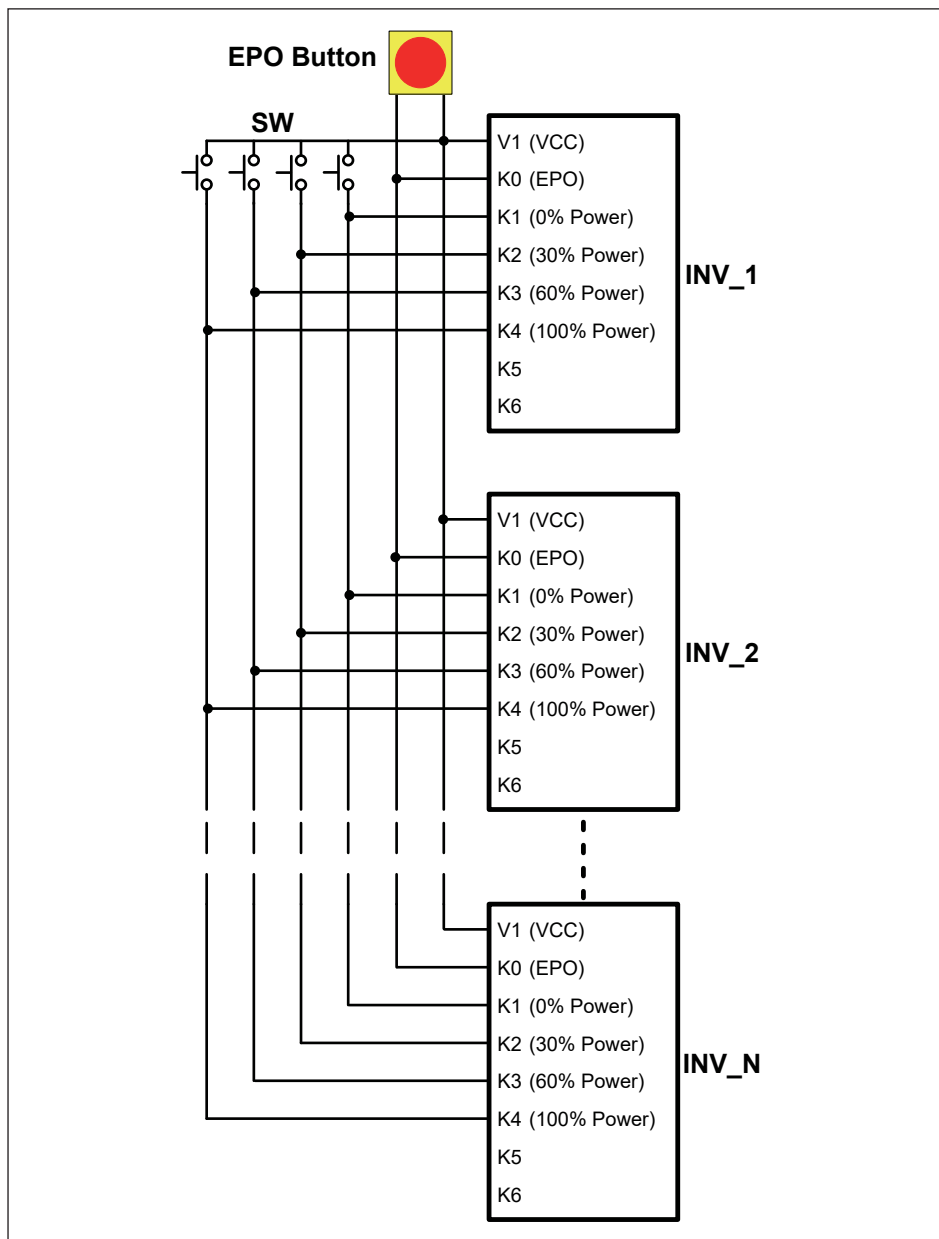 EPO Button
SW
V1 (VCC)
K0 (EPO)
K1 (0% Power)
K2 (30% Power)
K3 (60% Power)
K4 (100% Power)
K5
K6
INV_1
V1 (VCC)
K0 (EPO)
K1 (0% Power)
K2 (30% Power)
K3 (60% Power)
K4 (100% Power)
K5
K6
INV_2
V1 (VCC)
K0 (EPO)
K1 (0% Power)
K2 (30% Power)
K3 (60% Power)
K4 (100% Power)
K5
K6
INV_N